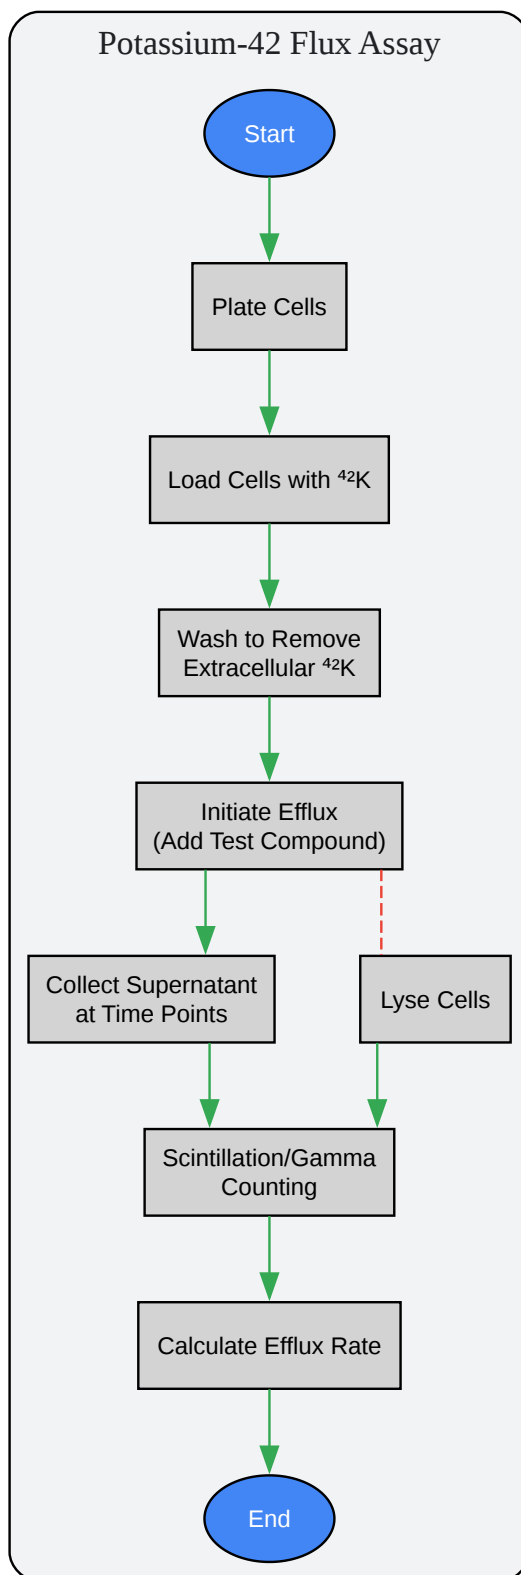 Potassium-42 Flux Assay
Start
Plate Cells
Load Cells with ⁴²K
Wash to Remove
Extracellular ⁴²K
Initiate Efflux
(Add Test Compound)
Collect Supernatant
at Time Points
Lyse Cells
Scintillation/Gamma
Counting
Calculate Efflux Rate
End